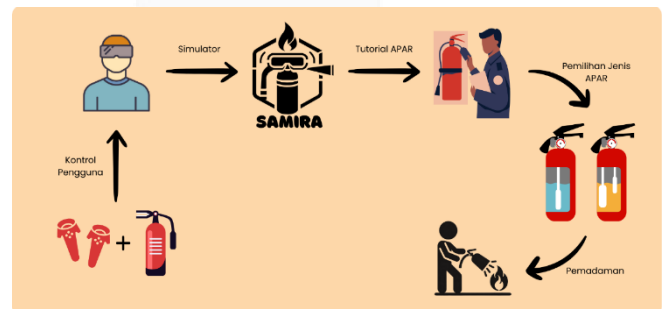 Simulator
Tutorial APAR
Pemilihan Jenis
APAR
SAMIRA
Kontrol
Pengguna
+
Pemadaman